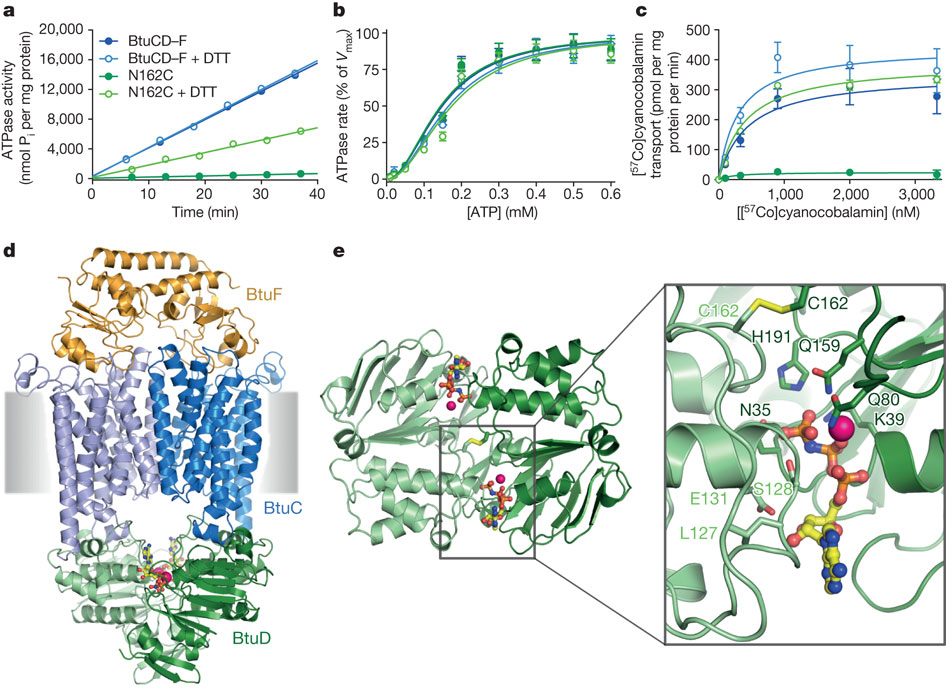 a
ATPase activity
(nmol Pi per mg protein)
20,000
16,000
12,000
8,000
4,000
0
0
10
20
30
40
Time (min)
BtuCD–F
BtuCD–F + DTT
N162C
N162C + DTT
b
ATPase rate (% of Vmax)
100
75
50
25
0
0
0.1
0.2
0.3
0.4
0.5
0.6
[ATP] (mM)
c
[57Co]cyanocobalamin
transport (pmol per mg
protein per min)
500
400
300
200
100
0
0
1,000
2,000
3,000
[[57Co]cyanocobalamin] (nM)
d
BtuF
BtuC
BtuD
e
C162
C162
H191
Q159
Q80
N35
K39
S128
E131
L127